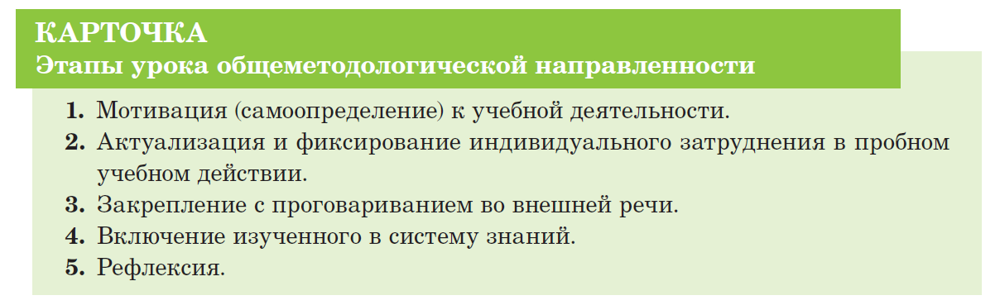 КАРТОЧКА
Этапы урока общеметодологической направленности
1. Мотивация (самоопределение) к учебной деятельности.
2. Актуализация и фиксирование индивидуального затруднения в пробном
учебном действии.
3. Закрепление с проговариванием во внешней речи.
4. Включение изученного в систему знаний.
5. Рефлексия.